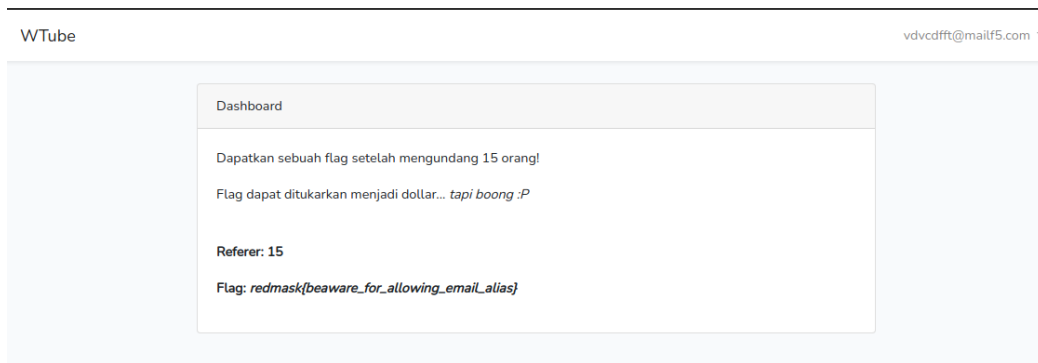 WTube
vdvcdfft@mailf5.com
Dashboard
Dapatkan sebuah flag setelah mengundang 15 orang!
Flag dapat ditukarkan menjadi dollar... tapi boong :P
Referer: 15
Flag: redmask{beaware_for_allowing_email_alias}